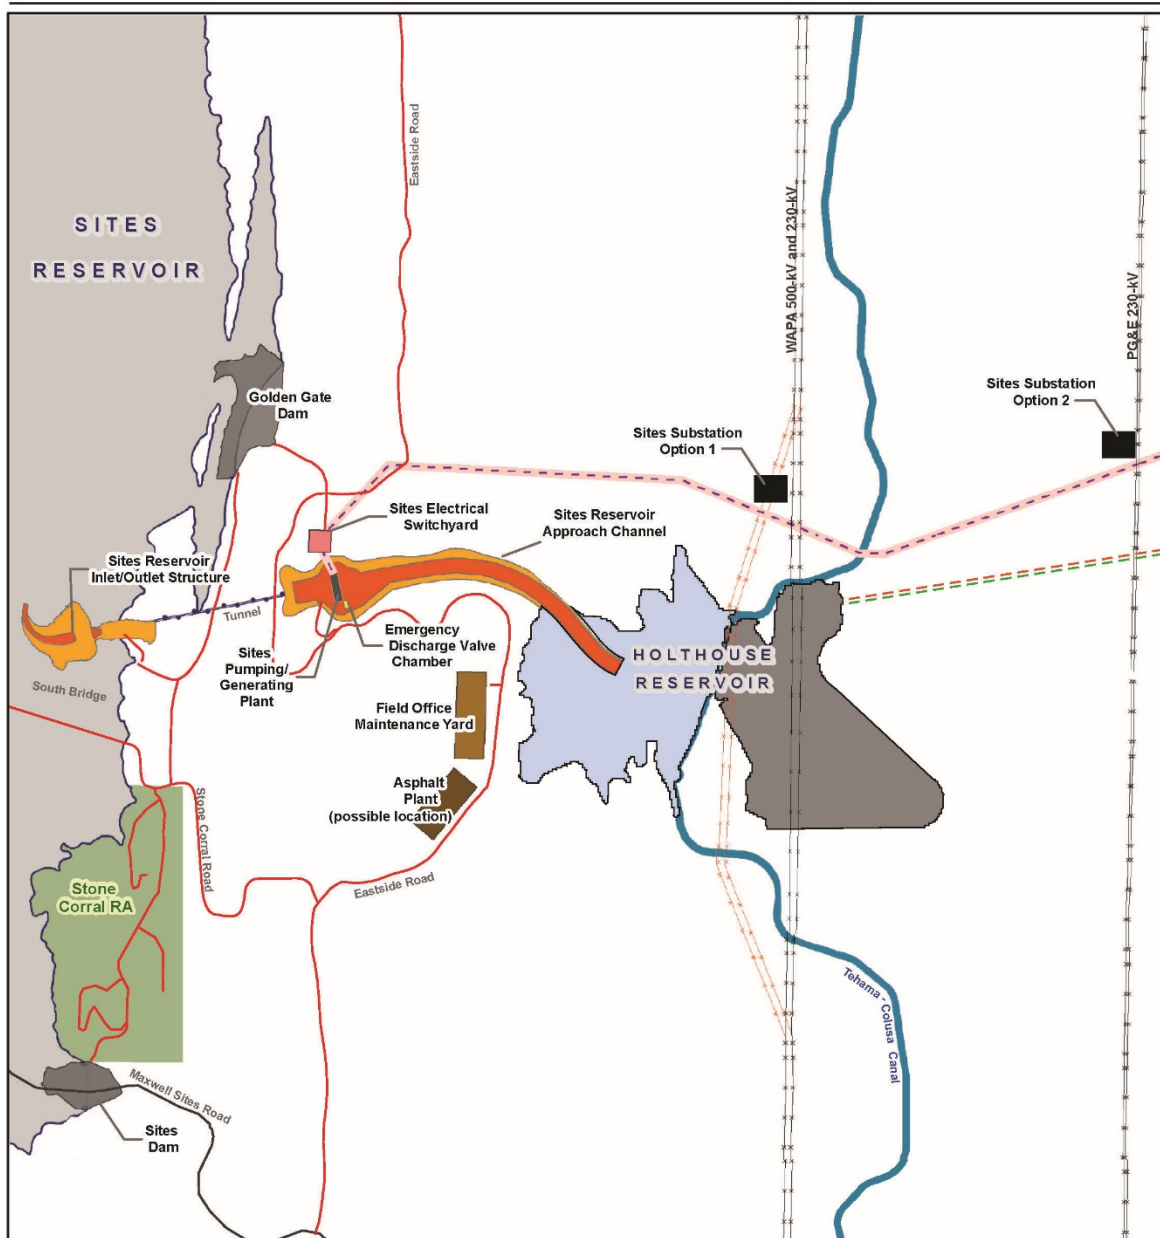 Eastside Road
SITES
RESERVOIR
WAPA 500-kV and 230-kV
PG&E 230-kV
Golden Gate
Dam
Sites Substation
Option 2
Sites Substation
Option 1
Sites Electrical
Switchyard
Sites Reservoir
Approach Channel
Sites Reservoir
Inlet/Outlet Structure
Tunnel
Emergency
Discharge Valve
Chamber
Sites
Pumping/
Generating
Plant
HOLTHOUSE
RESERVOIR
South Bridge
Field Office
Maintenance Yard
Asphalt
Plant
(possible location)
Stone Corral Road
Eastside Road
Stone
Corral RA
Tehama - Colusa Canal
Maxwell Sites Road
Sites
Dam